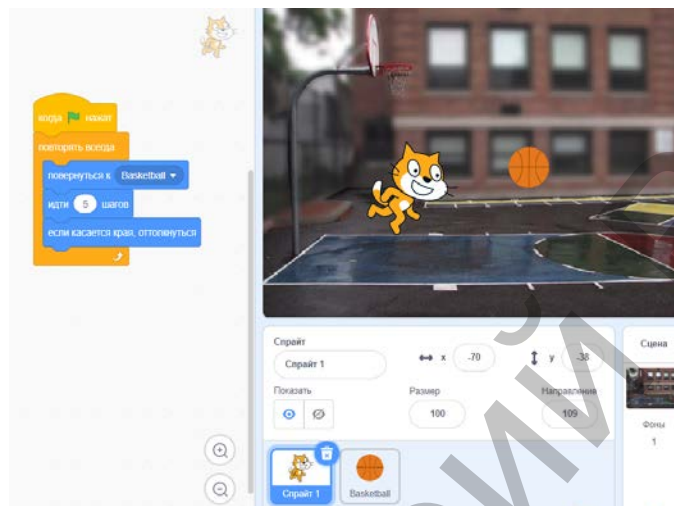 когда нажат
повторять всегда
повернуться к Basketball
идти 5 шагов
если касается края, оттолкнуться
Спрайт
Спрайт 1
x -70
y -38
Показать
Размер
100
Направление
109
Спрайт 1
Basketball
Сцена
Фоны
1